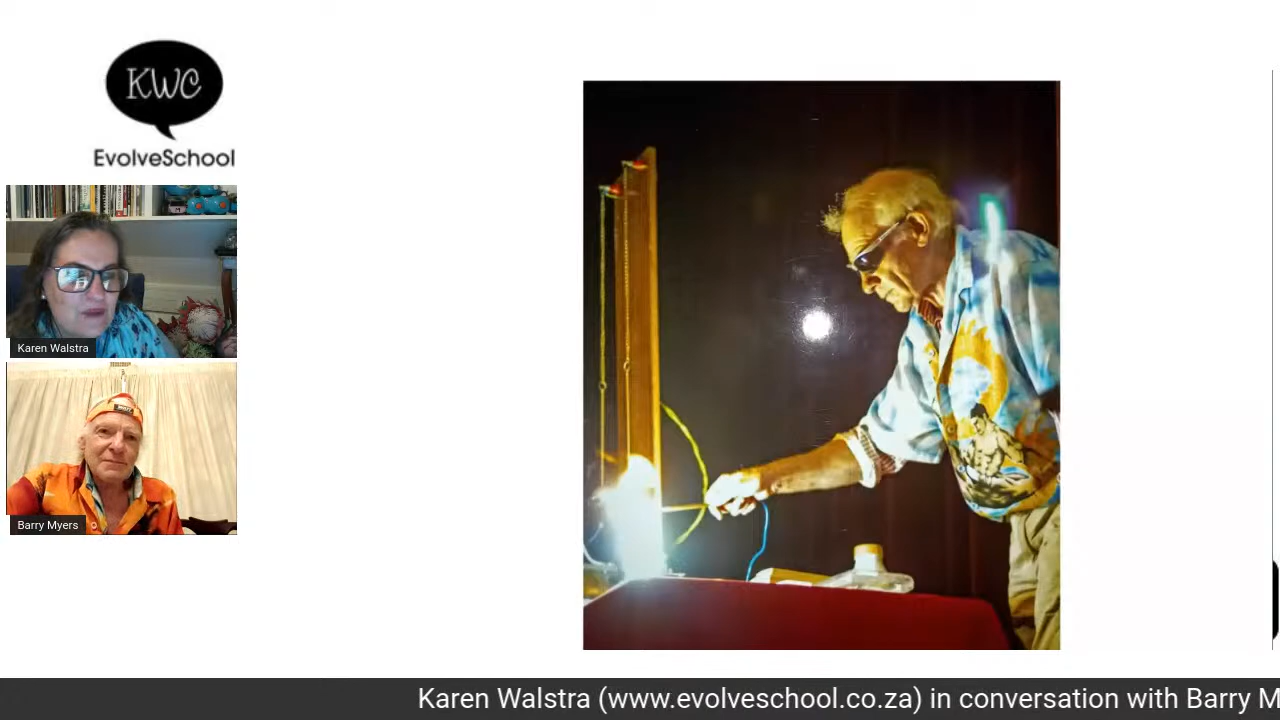 KWC
EvolveSchool
Karen Walstra
Barry Myers
Karen Walstra (www.evolveschool.co.za) in conversation with Barry M